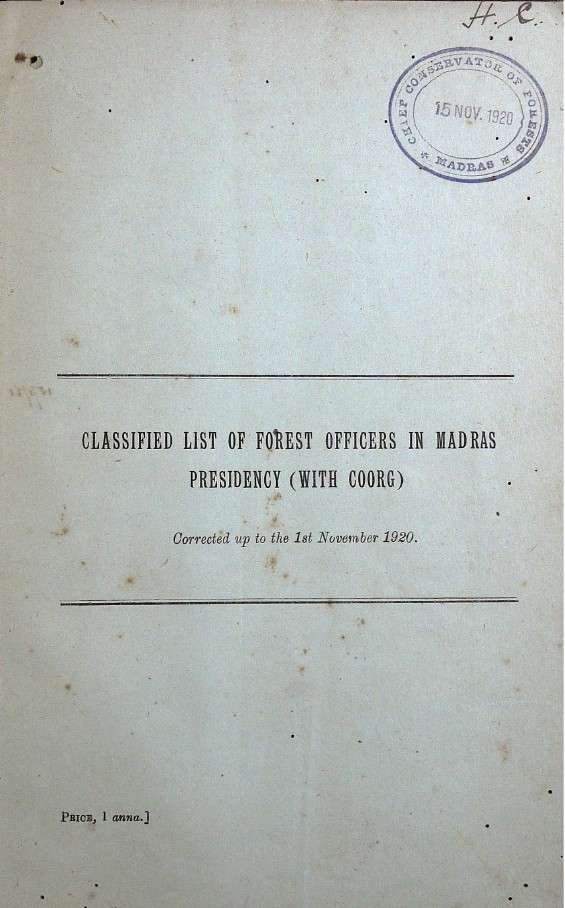 H. C.
CHIEF CONSERVATOR OF FORESTS
15 NOV. 1920
* MADRAS *
CLASSIFIED LIST OF FOREST OFFICERS IN MADRAS
PRESIDENCY (WITH COORG)
Corrected up to the 1st November 1920.
PRICE, 1 anna.]